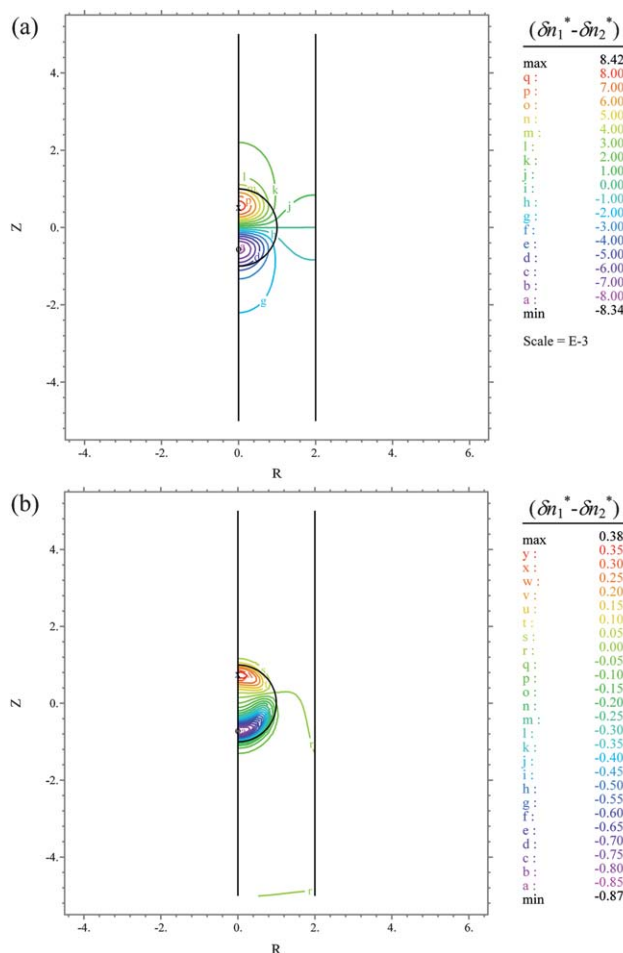 (a)
4.
2.
0.
-2.
-4.
Z
l
m
p
k
j
h
d
g
-4.
-2.
0.
2.
4.
6.
R
(δn₁*-δn₂*)
max 8.42
q : 8.00
p : 7.00
o : 6.00
n : 5.00
m : 4.00
l : 3.00
k : 2.00
j : 1.00
i : 0.00
h : -1.00
g : -2.00
f : -3.00
e : -4.00
d : -5.00
c : -6.00
b : -7.00
a : -8.00
min -8.34
Scale = E-3
(b)
4.
2.
0.
-2.
-4.
Z
r
r
-4.
-2.
0.
2.
4.
6.
R
(δn₁*-δn₂*)
max 0.38
y : 0.35
x : 0.30
w : 0.25
v : 0.20
u : 0.15
t : 0.10
s : 0.05
r : 0.00
q : -0.05
p : -0.10
o : -0.15
n : -0.20
m : -0.25
l : -0.30
k : -0.35
j : -0.40
i : -0.45
h : -0.50
g : -0.55
f : -0.60
e : -0.65
d : -0.70
c : -0.75
b : -0.80
a : -0.85
min -0.87